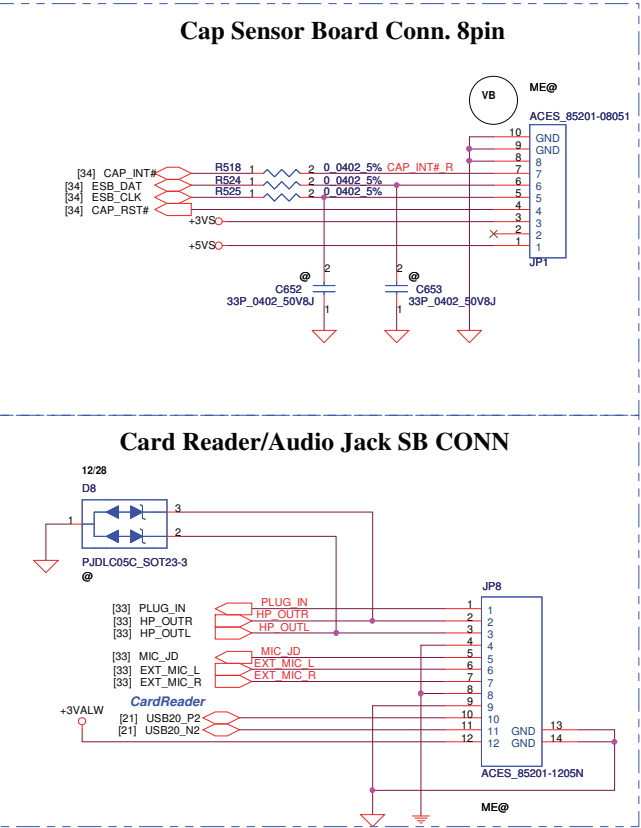 Cap Sensor Board Conn. 8pin
VB
ME@
ACES_85201-08051
10 GND
9 GND
8 8
[34] CAP_INT# R518 1 2 0_0402_5% CAP_INT#_R 7 7
[34] ESB_DAT R524 1 2 0_0402_5% 6 6
[34] ESB_CLK R525 1 2 0_0402_5% 5 5
[34] CAP_RST# 4 4
+3VS 3 3
2 2
+5VS 1 1
JP1
2 2
@ @
C652 C653
33P_0402_50V8J 33P_0402_50V8J
1 1
Card Reader/Audio Jack SB CONN
12/28
D8
3
1
2
PJDLC05C_SOT23-3
@
JP8
[33] PLUG_IN PLUG_IN 1 1
[33] HP_OUTR HP_OUTR 2 2
[33] HP_OUTL HP_OUTL 3 3
4 4
[33] MIC_JD MIC_JD 5 5
[33] EXT_MIC_L EXT_MIC_L 6 6
[33] EXT_MIC_R EXT_MIC_R 7 7
8 8
CardReader 9 9
+3VALW
[21] USB20_P2 10 10
[21] USB20_N2 11 11 GND 13
12 12 GND 14
ACES_85201-1205N
ME@